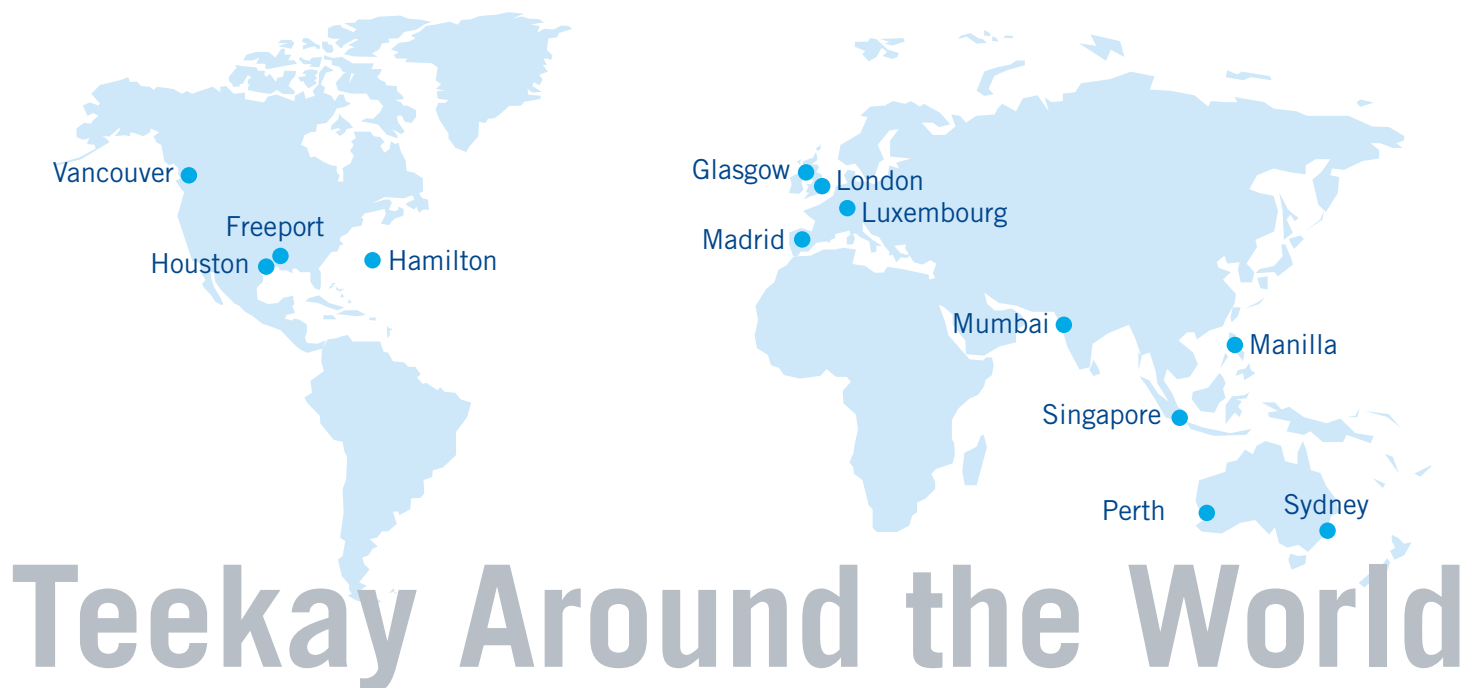 Vancouver
Freeport
Houston
Hamilton
Glasgow
London
Luxembourg
Madrid
Mumbai
Manilla
Singapore
Perth
Sydney
Teekay Around the World